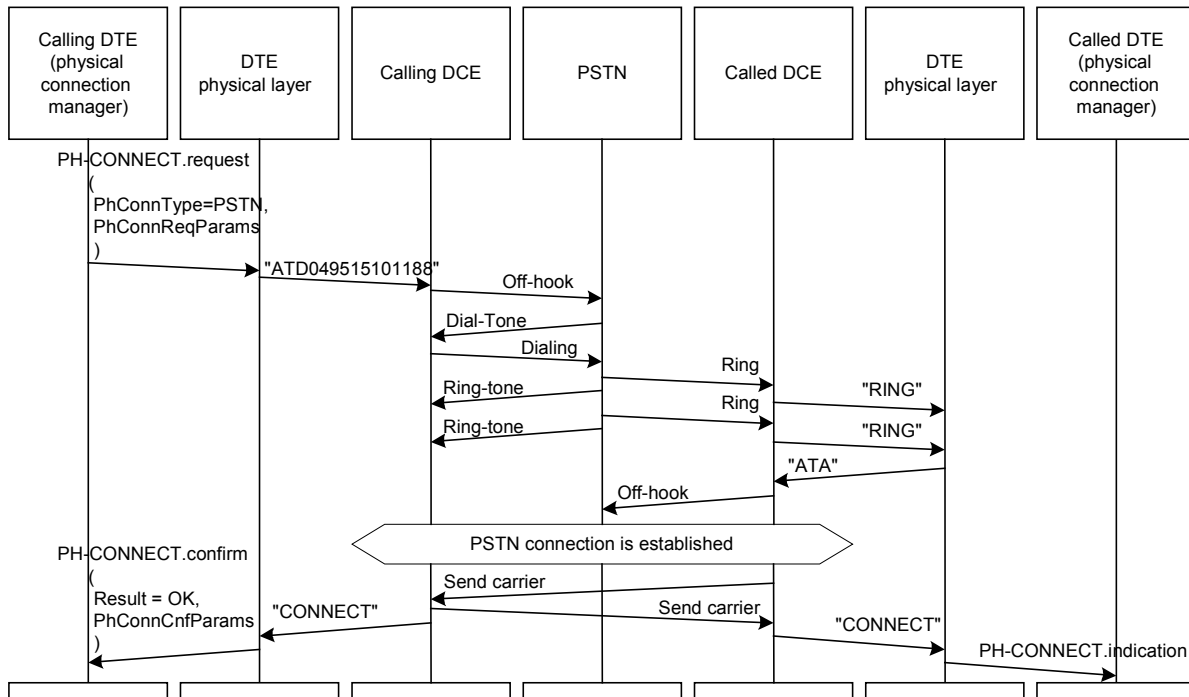 Calling DTE
(physical
connection
manager)
DTE
physical layer
Calling DCE
PSTN
Called DCE
DTE
physical layer
Called DTE
(physical
connection
manager)
PH-CONNECT.request
(
PhConnType=PSTN,
PhConnReqParams
)
"ATD049515101188"
Off-hook
Dial-Tone
Dialing
Ring
Ring-tone
"RING"
Ring
Ring-tone
"RING"
"ATA"
Off-hook
PSTN connection is established
PH-CONNECT.confirm
(
Result = OK,
PhConnCnfParams
)
Send carrier
"CONNECT"
Send carrier
"CONNECT"
PH-CONNECT.indication